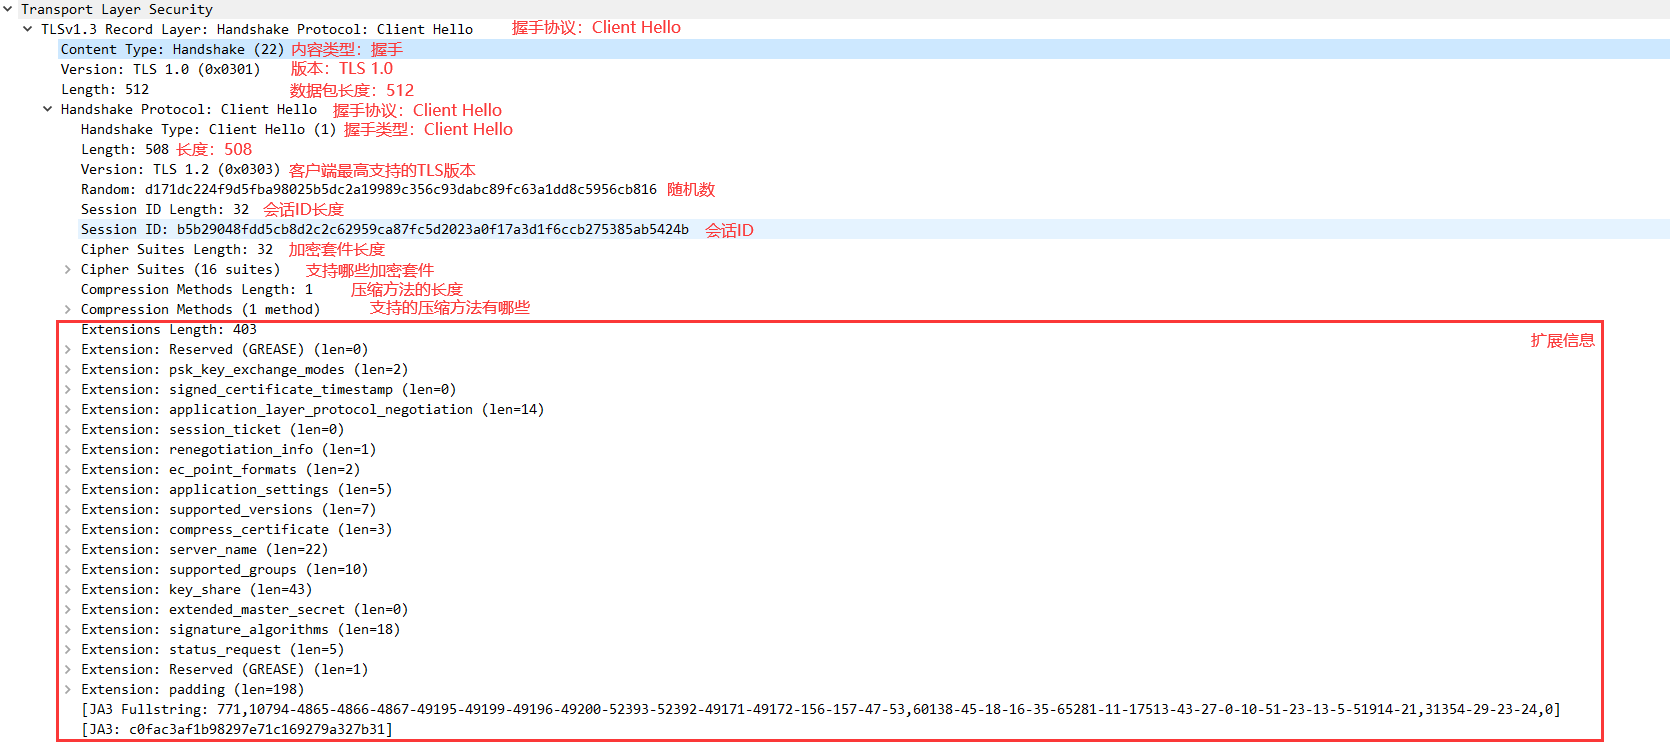 Transport Layer Security
TLSv1.3 Record Layer: Handshake Protocol: Client Hello 握手协议：Client Hello
Content Type: Handshake (22) 内容类型：握手
Version: TLS 1.0 (0x0301) 版本：TLS 1.0
Length: 512 数据包长度：512
Handshake Protocol: Client Hello 握手协议：Client Hello
Handshake Type: Client Hello (1) 握手类型：Client Hello
Length: 508 长度：508
Version: TLS 1.2 (0x0303) 客户端最高支持的TLS版本
Random: d171dc224f9d5fba98025b5dc2a19989c356c93dabc89fc63a1dd8c5956cb816 随机数
Session ID Length: 32 会话ID长度
Session ID: b5b29048fdd5cb8d2c2c62959ca87fc5d2023a0f17a3d1f6ccb275385ab5424b 会话ID
Cipher Suites Length: 32 加密套件长度
Cipher Suites (16 suites) 支持哪些加密套件
Compression Methods Length: 1 压缩方法的长度
Compression Methods (1 method) 支持的压缩方法有哪些
Extensions Length: 403
扩展信息
Extension: Reserved (GREASE) (len=0)
Extension: psk_key_exchange_modes (len=2)
Extension: signed_certificate_timestamp (len=0)
Extension: application_layer_protocol_negotiation (len=14)
Extension: session_ticket (len=0)
Extension: renegotiation_info (len=1)
Extension: ec_point_formats (len=2)
Extension: application_settings (len=5)
Extension: supported_versions (len=7)
Extension: compress_certificate (len=3)
Extension: server_name (len=22)
Extension: supported_groups (len=10)
Extension: key_share (len=43)
Extension: extended_master_secret (len=0)
Extension: signature_algorithms (len=18)
Extension: status_request (len=5)
Extension: Reserved (GREASE) (len=1)
Extension: padding (len=198)
[JA3 Fullstring: 771,10794-4865-4866-4867-49195-49199-49196-49200-52393-52392-49171-49172-156-157-47-53,60138-45-18-16-35-65281-11-17513-43-27-0-10-51-23-13-5-51914-21,31354-29-23-24,0]
[JA3: c0fac3af1b98297e71c169279a327b31]